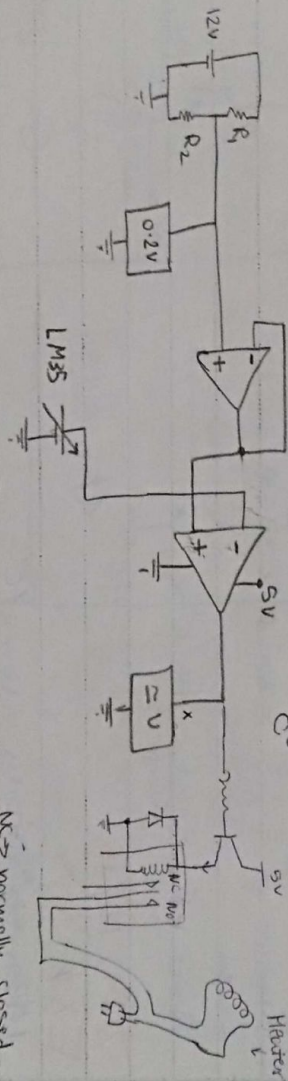 12V
R1
R2
0.2V
-
+
LM35
-
+
5V
= V
x
5V
NC
NO
Heater
NC → normally closed